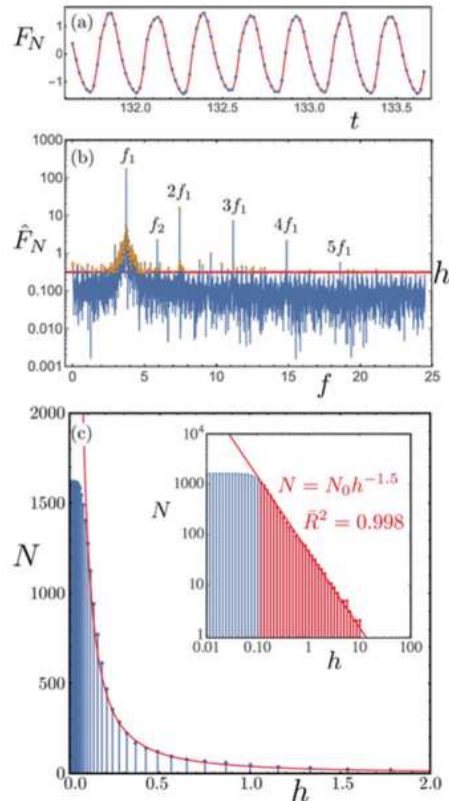 (a)
F_N
1
0
-1
132.0
132.5
133.0
133.5
t
(b)
F̂_N
1000
100
10
1
0.100
0.010
0.001
f_1
f_2
2f_1
3f_1
4f_1
5f_1
h
0
5
10
15
20
25
f
(c)
N
2000
1500
1000
500
0
0.0
0.5
1.0
1.5
2.0
h
N
10^4
1000
100
10
1
0.01
0.10
1
10
100
h
N = N_0h^{-1.5}
R̄^2 = 0.998